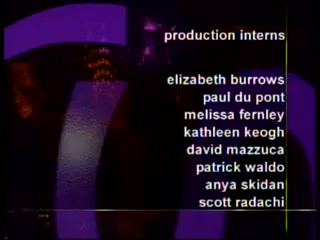 production interns
elizabeth burrows
paul du pont
melissa fernley
kathleen keogh
david mazzuca
patrick waldo
anya skidan
scott radachi